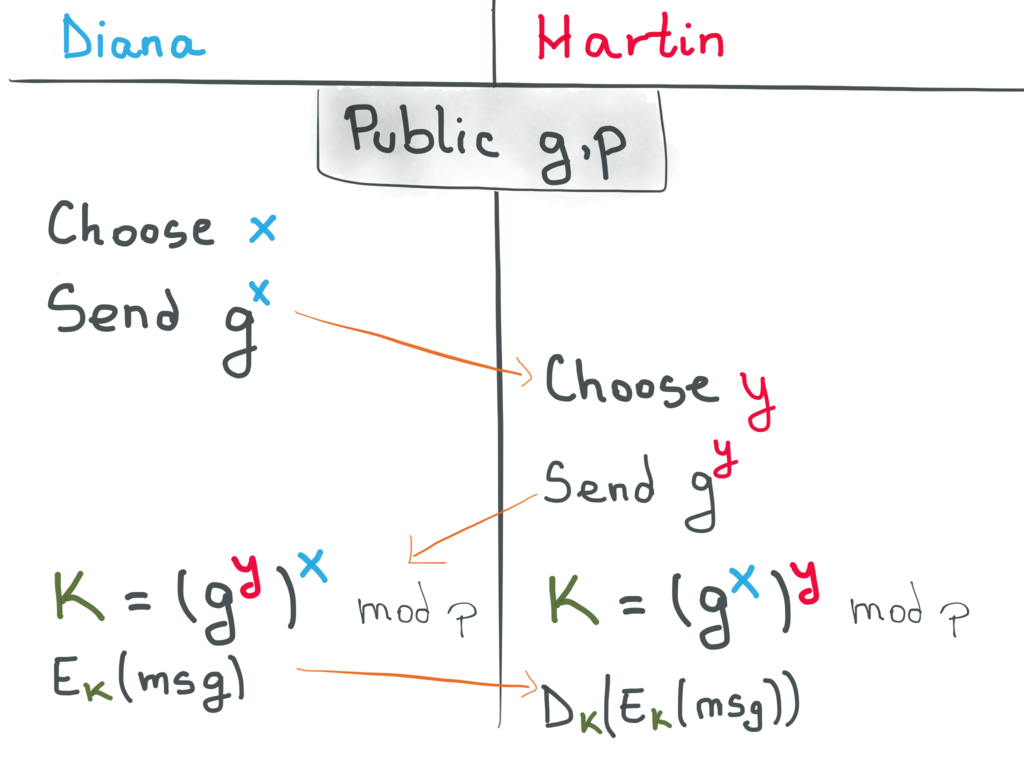 Diana
Martin
Public g,p
Choose x
Send g^x
Choose y
Send g^y
K = (g^y)^x mod p
K = (g^x)^y mod p
E_K(msg)
D_K(E_K(msg))